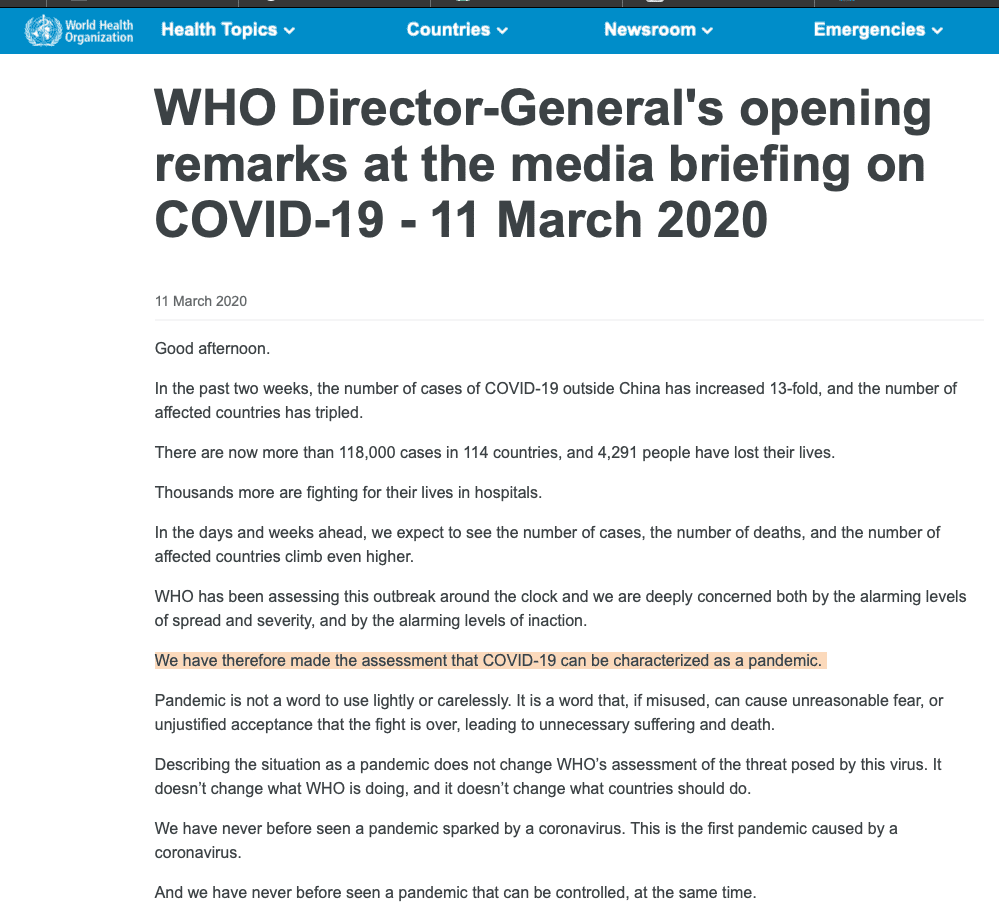 World Health
Organization
Health Topics
Countries
Newsroom
Emergencies
WHO Director-General's opening
remarks at the media briefing on
COVID-19 - 11 March 2020
11 March 2020
Good afternoon.
In the past two weeks, the number of cases of COVID-19 outside China has increased 13-fold, and the number of
affected countries has tripled.
There are now more than 118,000 cases in 114 countries, and 4,291 people have lost their lives.
Thousands more are fighting for their lives in hospitals.
In the days and weeks ahead, we expect to see the number of cases, the number of deaths, and the number of
affected countries climb even higher.
WHO has been assessing this outbreak around the clock and we are deeply concerned both by the alarming levels
of spread and severity, and by the alarming levels of inaction.
We have therefore made the assessment that COVID-19 can be characterized as a pandemic.
Pandemic is not a word to use lightly or carelessly. It is a word that, if misused, can cause unreasonable fear, or
unjustified acceptance that the fight is over, leading to unnecessary suffering and death.
Describing the situation as a pandemic does not change WHO’s assessment of the threat posed by this virus. It
doesn’t change what WHO is doing, and it doesn’t change what countries should do.
We have never before seen a pandemic sparked by a coronavirus. This is the first pandemic caused by a
coronavirus.
And we have never before seen a pandemic that can be controlled, at the same time.